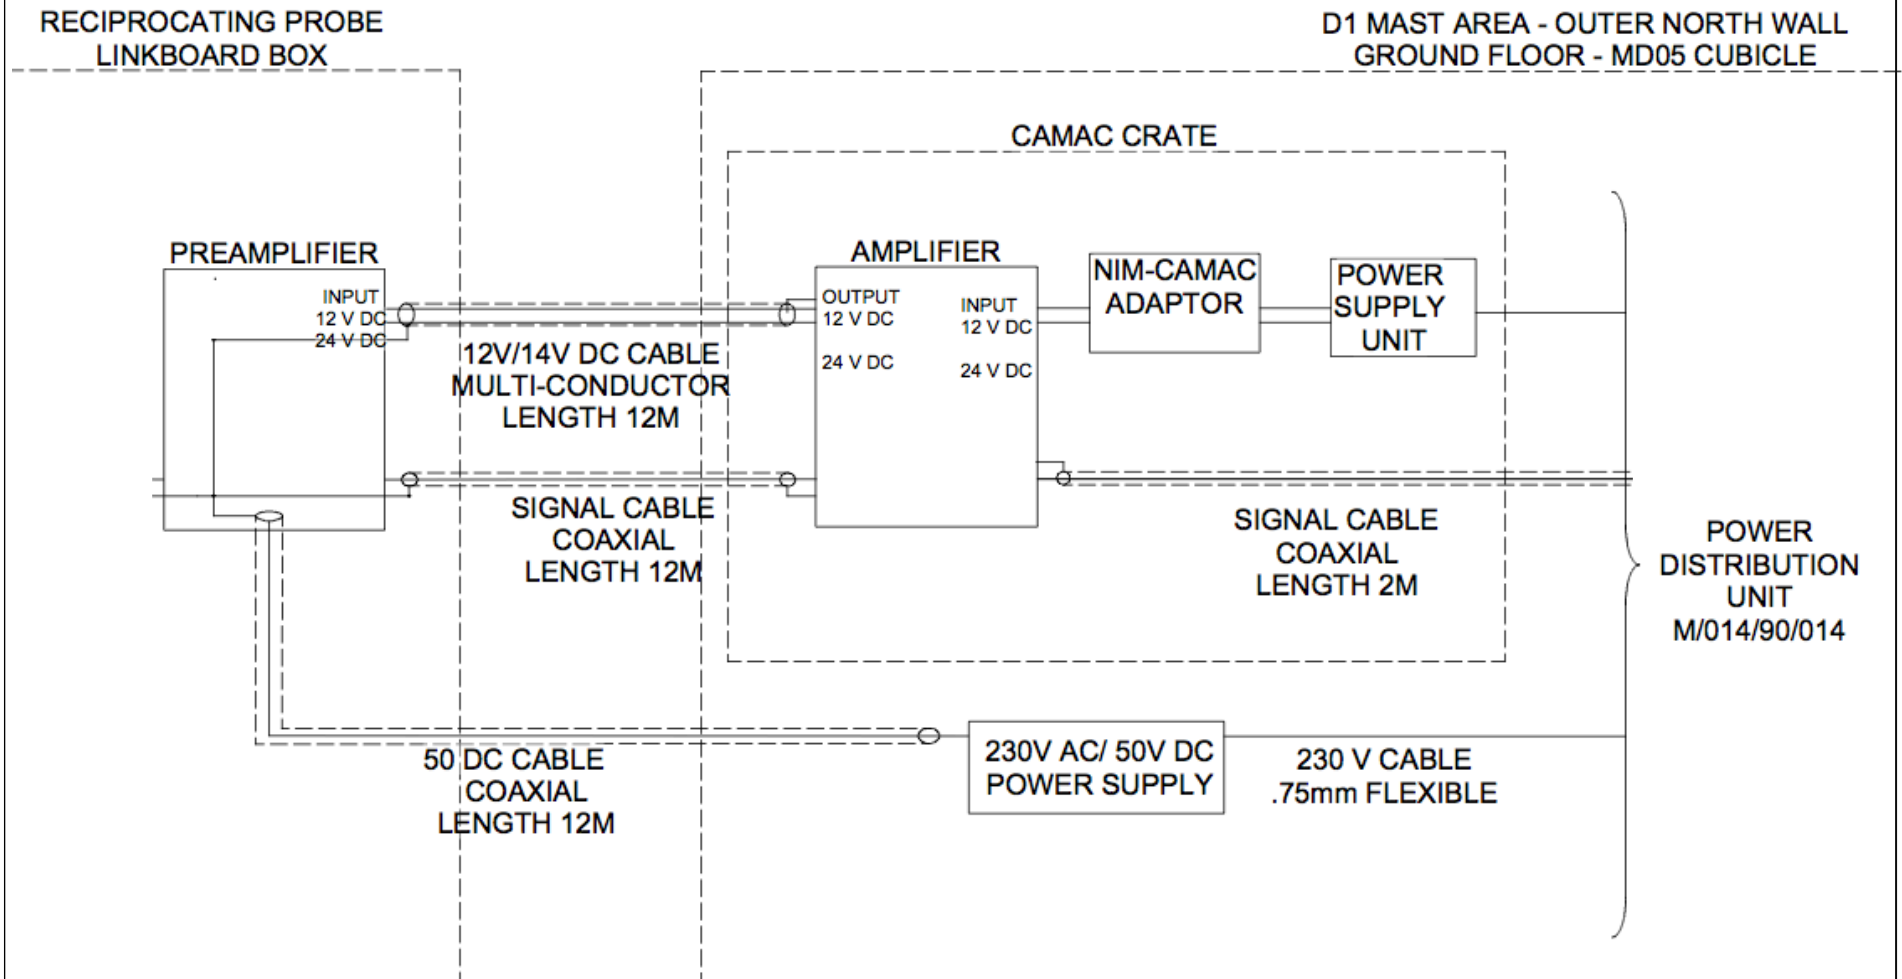 RECIPROCATING PROBE
LINKBOARD BOX
D1 MAST AREA - OUTER NORTH WALL
GROUND FLOOR - MD05 CUBICLE
CAMAC CRATE
PREAMPLIFIER
INPUT
12 V DC
24 V DC
12V/14V DC CABLE
MULTI-CONDUCTOR
LENGTH 12M
SIGNAL CABLE
COAXIAL
LENGTH 12M
AMPLIFIER
OUTPUT
12 V DC
24 V DC
INPUT
12 V DC
24 V DC
NIM-CAMAC
ADAPTOR
POWER
SUPPLY
UNIT
SIGNAL CABLE
COAXIAL
LENGTH 2M
POWER
DISTRIBUTION
UNIT
M/014/90/014
50 DC CABLE
COAXIAL
LENGTH 12M
230V AC/ 50V DC
POWER SUPPLY
230 V CABLE
.75mm FLEXIBLE